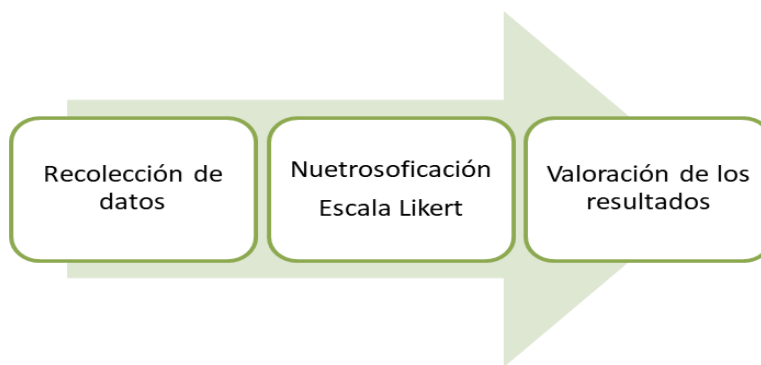 Recolección de
datos
Nuetrosoficación
Escala Likert
Valoración de los
resultados